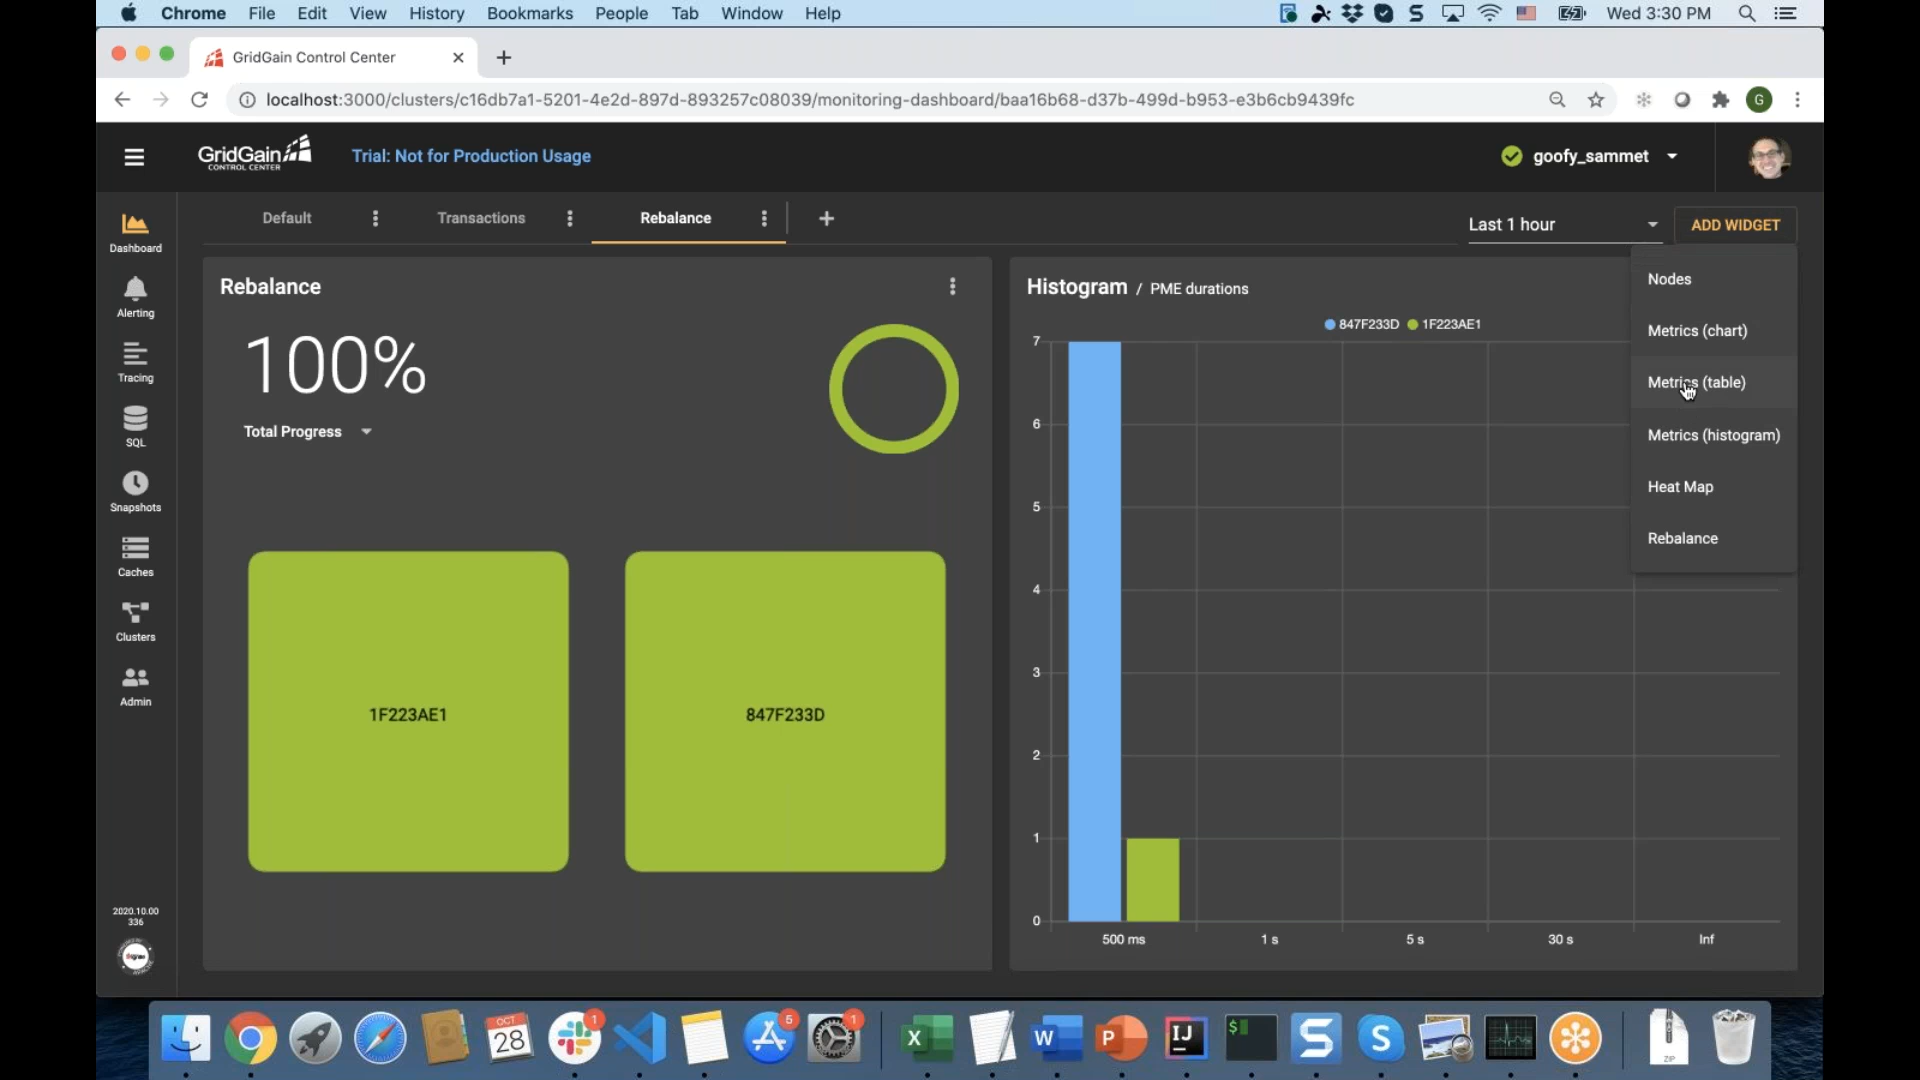 Chrome File Edit View History Bookmarks People Tab Window Help
Wed 3:30 PM
GridGain Control Center
localhost:3000/clusters/c16db7a1-5201-4e2d-897d-893257c08039/monitoring-dashboard/baa16b68-d37b-499d-b953-e3b6cb9439fc
G
GridGain
CONTROL CENTER
Trial: Not for Production Usage
goofy_sammet
Dashboard
Alerting
Tracing
SQL
Snapshots
Caches
Clusters
Admin
2020.10.00
336
Default
Transactions
Rebalance
Last 1 hour
ADD WIDGET
Nodes
Metrics (chart)
Metrics (table)
Metrics (histogram)
Heat Map
Rebalance
Rebalance
100%
Total Progress
1F223AE1
847F233D
Histogram / PME durations
847F233D 1F223AE1
7
6
5
4
3
2
1
0
500 ms 1 s 5 s 30 s Inf
OCT
28
1
5
1
X
W
P
IJ
$
S
S
ZIP